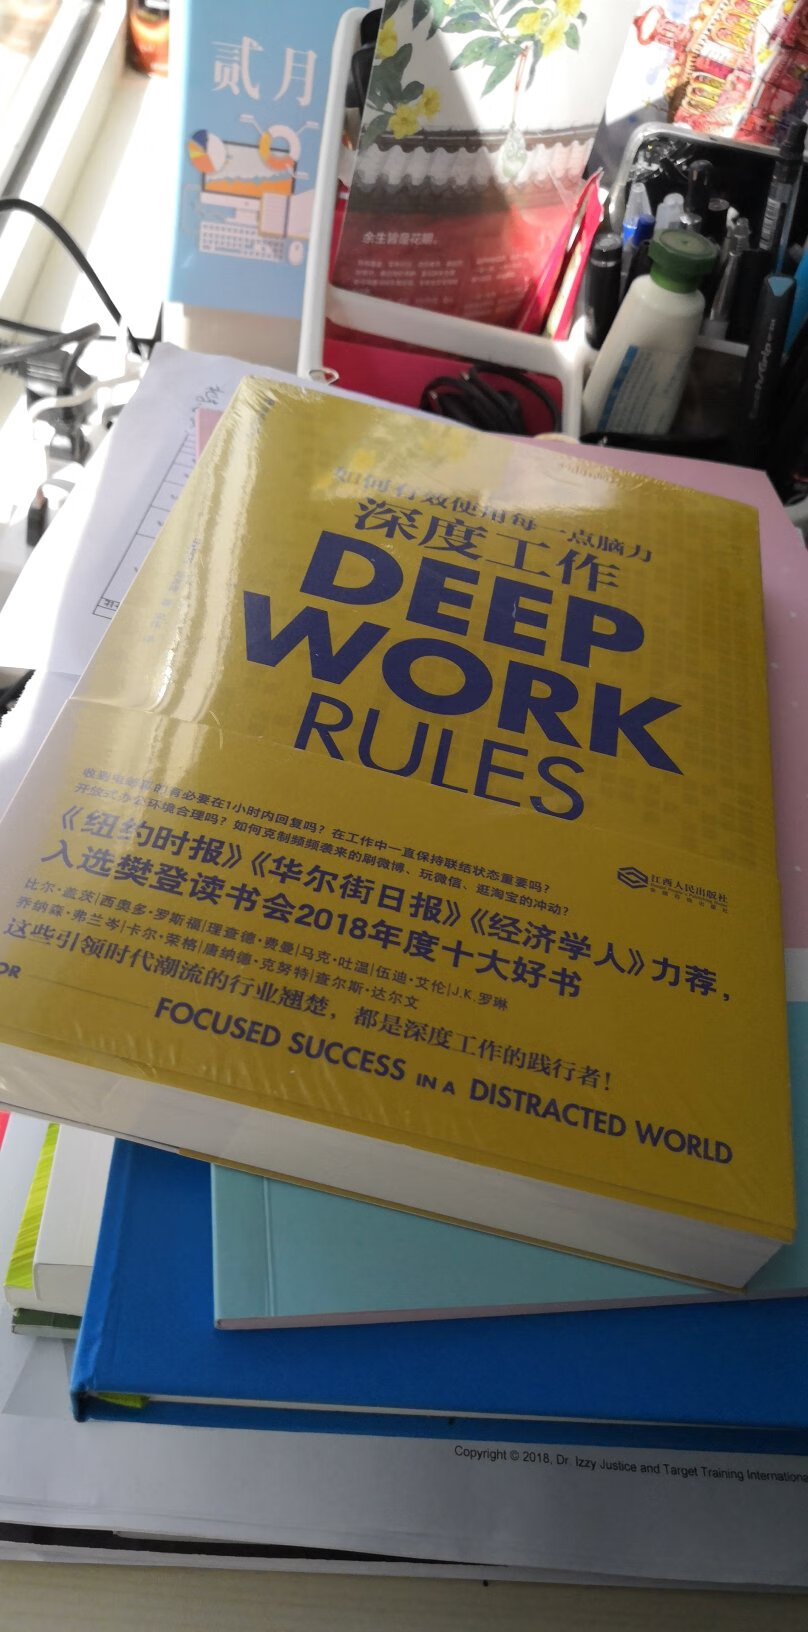 贰月
余生皆是花期。
如何有效使用每一点脑力
深度工作
DEEP
WORK
RULES
收到电邮真的有必要在1小时内回复吗？在工作中一直保持联结状态重要吗？
开放式办公环境合理吗？如何克制频频袭来的刷微博、玩微信、逛淘宝的冲动？
江西人民出版社
《纽约时报》《华尔街日报》《经济学人》力荐，
入选樊登读书会2018年度十大好书
比尔·盖茨|西奥多·罗斯福|理查德·费曼|马克·吐温|伍迪·艾伦|J.K.罗琳
乔纳森·弗兰岑|卡尔·荣格|唐纳德·克努特|查尔斯·达尔文
这些引领时代潮流的行业翘楚，都是深度工作的践行者！
OR
FOCUSED SUCCESS IN A DISTRACTED WORLD
Copyright © 2018, Dr. Izzy Justice and Target Training Internationa